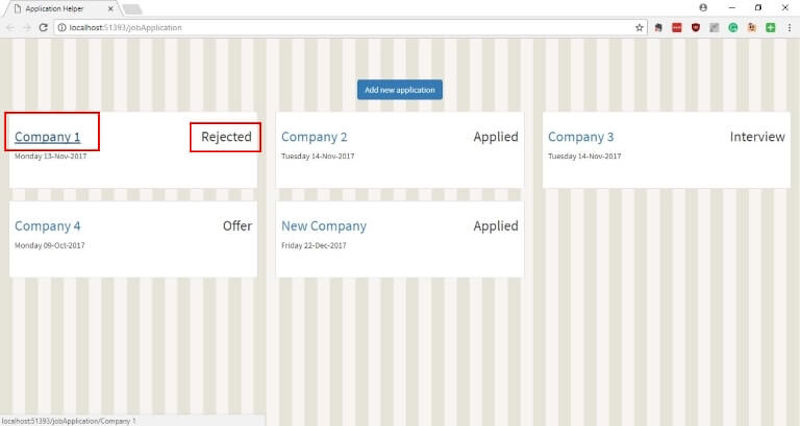 Application Helper
localhost:51393/jobApplication
Add new application
Company 1 Rejected
Monday 13-Nov-2017
Company 2 Applied
Tuesday 14-Nov-2017
Company 3 Interview
Tuesday 14-Nov-2017
Company 4 Offer
Monday 09-Oct-2017
New Company Applied
Friday 22-Dec-2017
localhost:51393/jobApplication/Company 1